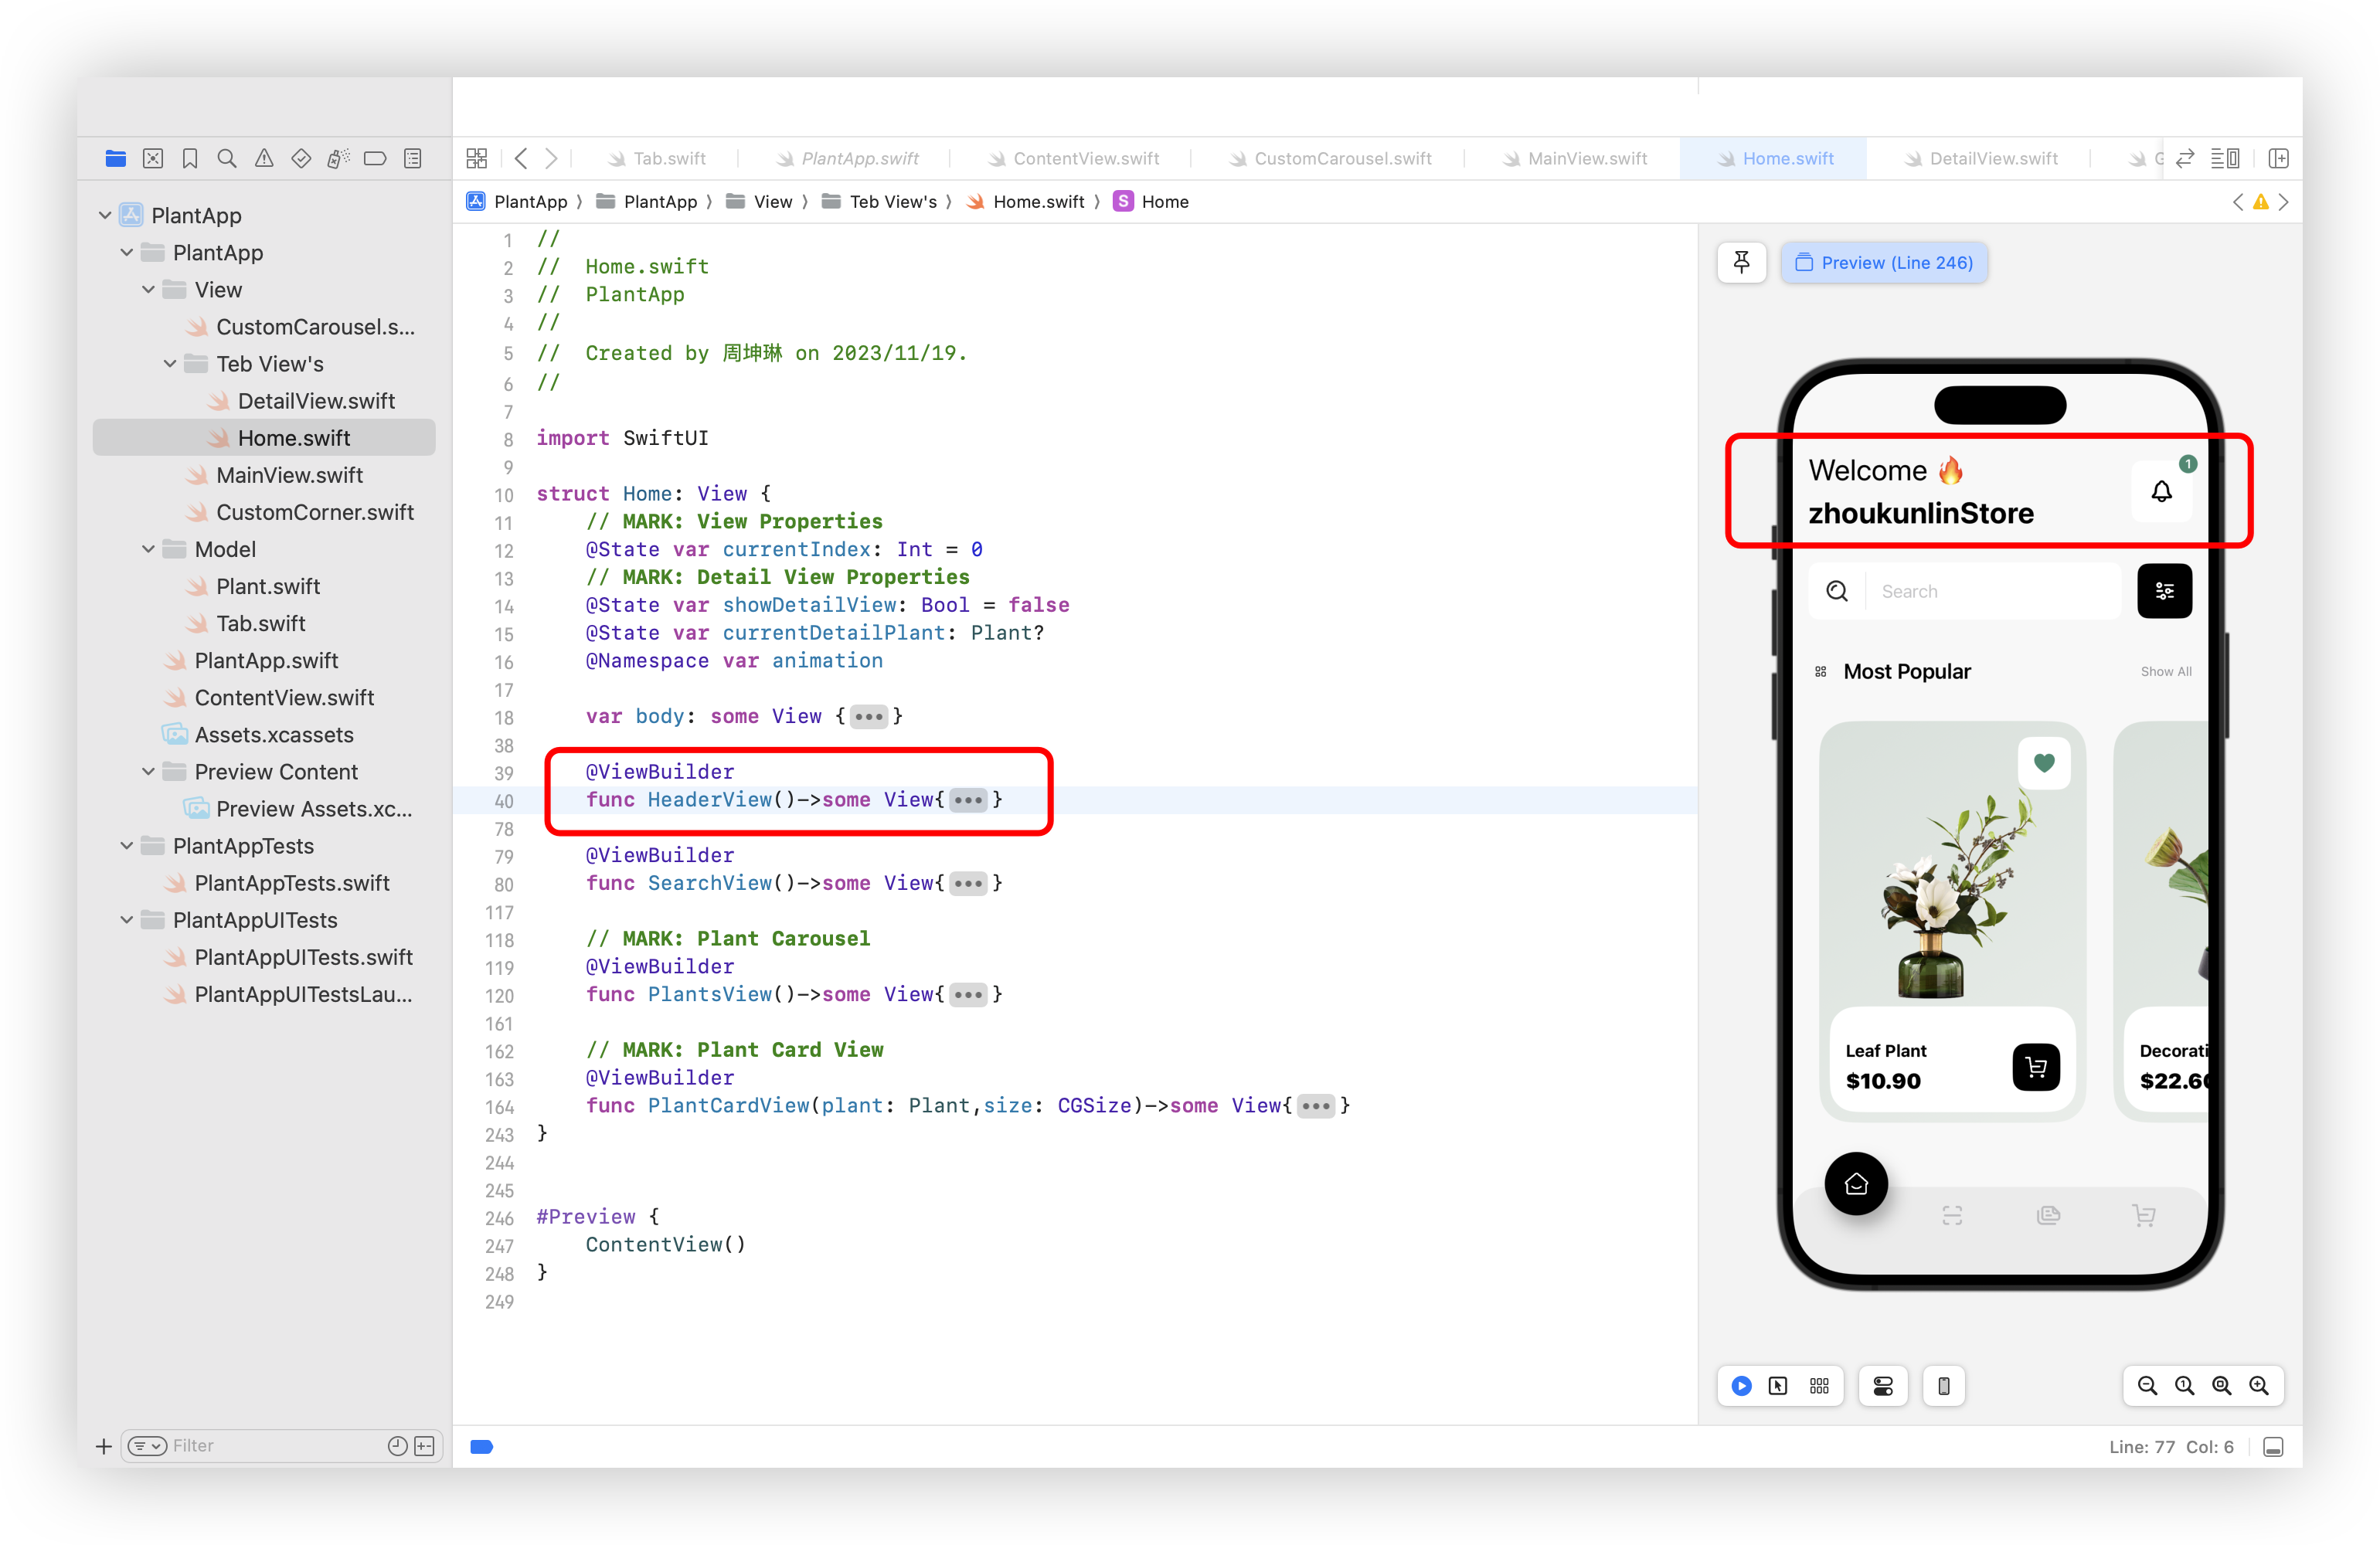 Tab.swift
PlantApp.swift
ContentView.swift
CustomCarousel.swift
MainView.swift
Home.swift
DetailView.swift
PlantApp 〉 PlantApp 〉 View 〉 Teb View's 〉 Home.swift 〉 S Home
PlantApp
PlantApp
View
CustomCarousel.s...
Teb View's
DetailView.swift
Home.swift
MainView.swift
CustomCorner.swift
Model
Plant.swift
Tab.swift
PlantApp.swift
ContentView.swift
Assets.xcassets
Preview Content
Preview Assets.xc...
PlantAppTests
PlantAppTests.swift
PlantAppUITests
PlantAppUITests.swift
PlantAppUITestsLau...
Filter
1 //
2 // Home.swift
3 // PlantApp
4 //
5 // Created by 周坤琳 on 2023/11/19.
6 //
7
8 import SwiftUI
9
10 struct Home: View {
11 // MARK: View Properties
12 @State var currentIndex: Int = 0
13 // MARK: Detail View Properties
14 @State var showDetailView: Bool = false
15 @State var currentDetailPlant: Plant?
16 @Namespace var animation
17
18 var body: some View {•••}
38
39 @ViewBuilder
40 func HeaderView()->some View{•••}
78
79 @ViewBuilder
80 func SearchView()->some View{•••}
117
118 // MARK: Plant Carousel
119 @ViewBuilder
120 func PlantsView()->some View{•••}
161
162 // MARK: Plant Card View
163 @ViewBuilder
164 func PlantCardView(plant: Plant,size: CGSize)->some View{•••}
243 }
244
245
246 #Preview {
247 ContentView()
248 }
249
Preview (Line 246)
Welcome 🔥
1
zhoukunlinStore
Search
Most Popular
Show All
Leaf Plant
$10.90
Decorati
$22.60
Line: 77 Col: 6